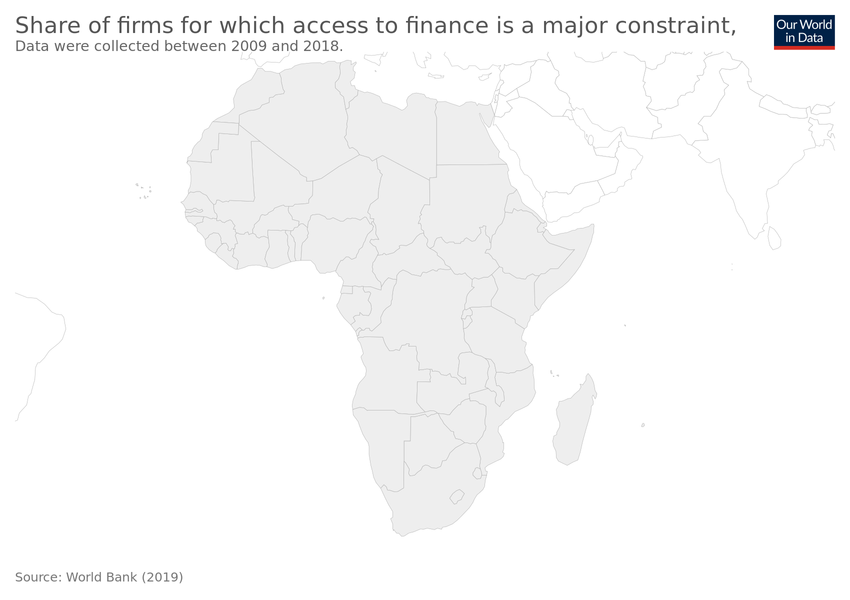 Share of firms for which access to finance is a major constraint,
Our World
in Data
Data were collected between 2009 and 2018.
Source: World Bank (2019)